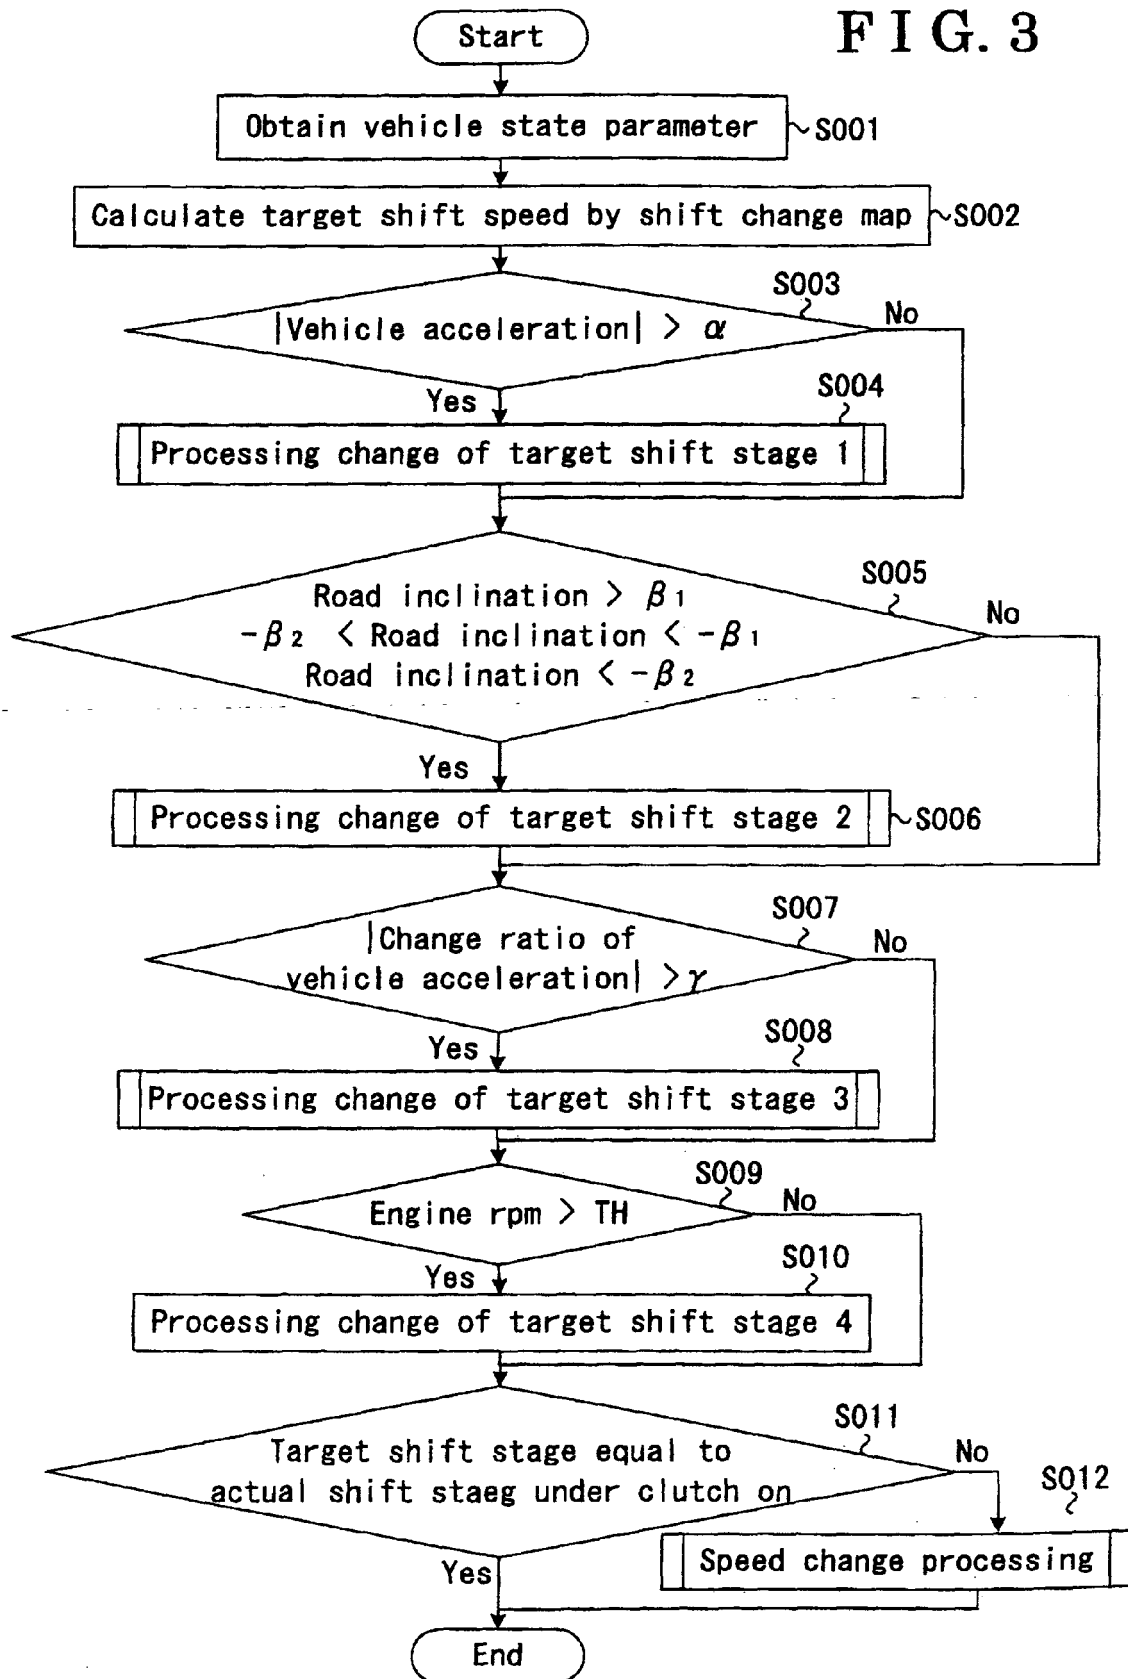 FIG. 3
Start
Obtain vehicle state parameter
S001
Calculate target shift speed by shift change map
S002
S003
|Vehicle acceleration| > α
No
Yes
S004
Processing change of target shift stage 1
S005
Road inclination > β1
-β2 < Road inclination < -β1
Road inclination < -β2
No
Yes
Processing change of target shift stage 2
S006
S007
|Change ratio of
vehicle acceleration| > γ
No
Yes
S008
Processing change of target shift stage 3
S009
Engine rpm > TH
No
Yes
S010
Processing change of target shift stage 4
S011
Target shift stage equal to
actual shift staeg under clutch on
No
S012
Speed change processing
Yes
End